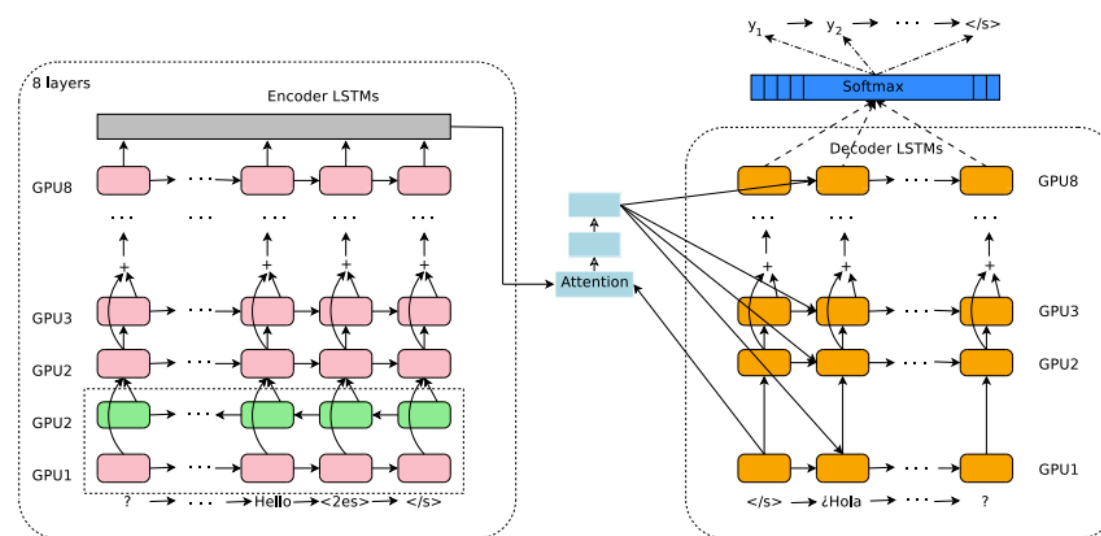 y1 y2 ... </s>
8 layers
Softmax
Encoder LSTMs
Decoder LSTMs
GPU8 ... ... GPU8
... ... ... ... ... ... ... ...
+ + + + + + +
Attention
GPU3 ... ... GPU3
GPU2 ... ... GPU2
GPU2 ...
GPU1 ... ... GPU1
? ... Hello <2es> </s> </s> ¿Hola ... ?